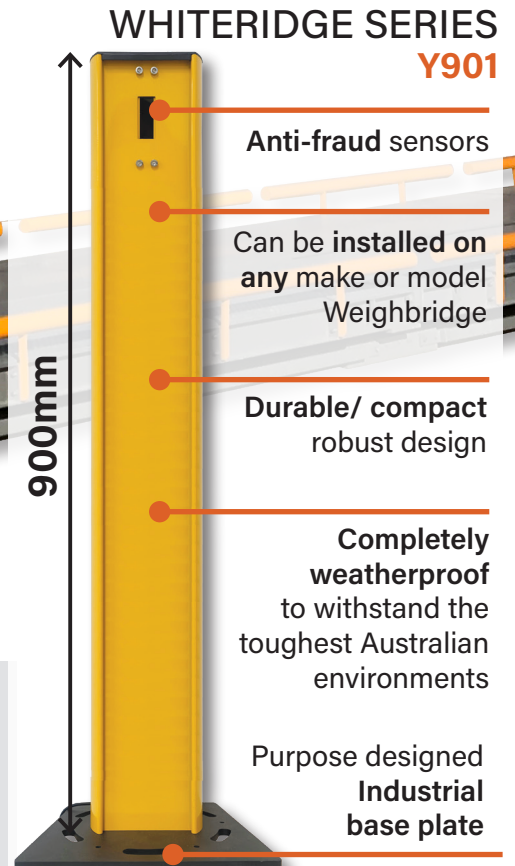 WHITERIDGE SERIES
Y901
900mm
Anti-fraud sensors
Can be installed on
any make or model
Weighbridge
Durable/ compact
robust design
Completely
weatherproof
to withstand the
toughest Australian
environments
Purpose designed
Industrial
base plate